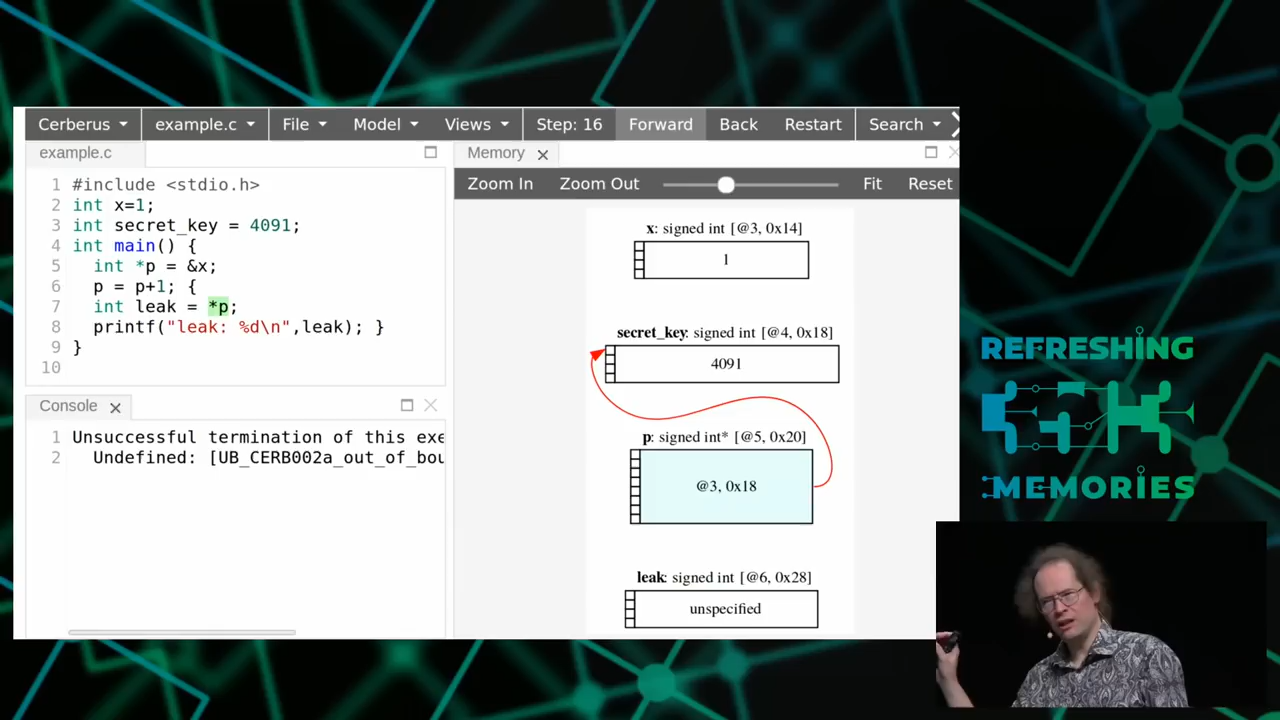 Cerberus example.c File Model Views Step: 16 Forward Back Restart Search
example.c
1 #include <stdio.h>
2 int x=1;
3 int secret_key = 4091;
4 int main() {
5 int *p = &x;
6 p = p+1; {
7 int leak = *p;
8 printf("leak: %d\n",leak); }
9 }
10
Console
1 Unsuccessful termination of this exe
2 Undefined: [UB_CERB002a_out_of_bou
Memory
Zoom In Zoom Out Fit Reset
x: signed int [@3, 0x14]
1
secret_key: signed int [@4, 0x18]
4091
p: signed int* [@5, 0x20]
@3, 0x18
leak: signed int [@6, 0x28]
unspecified
REFRESHING
MEMORIES